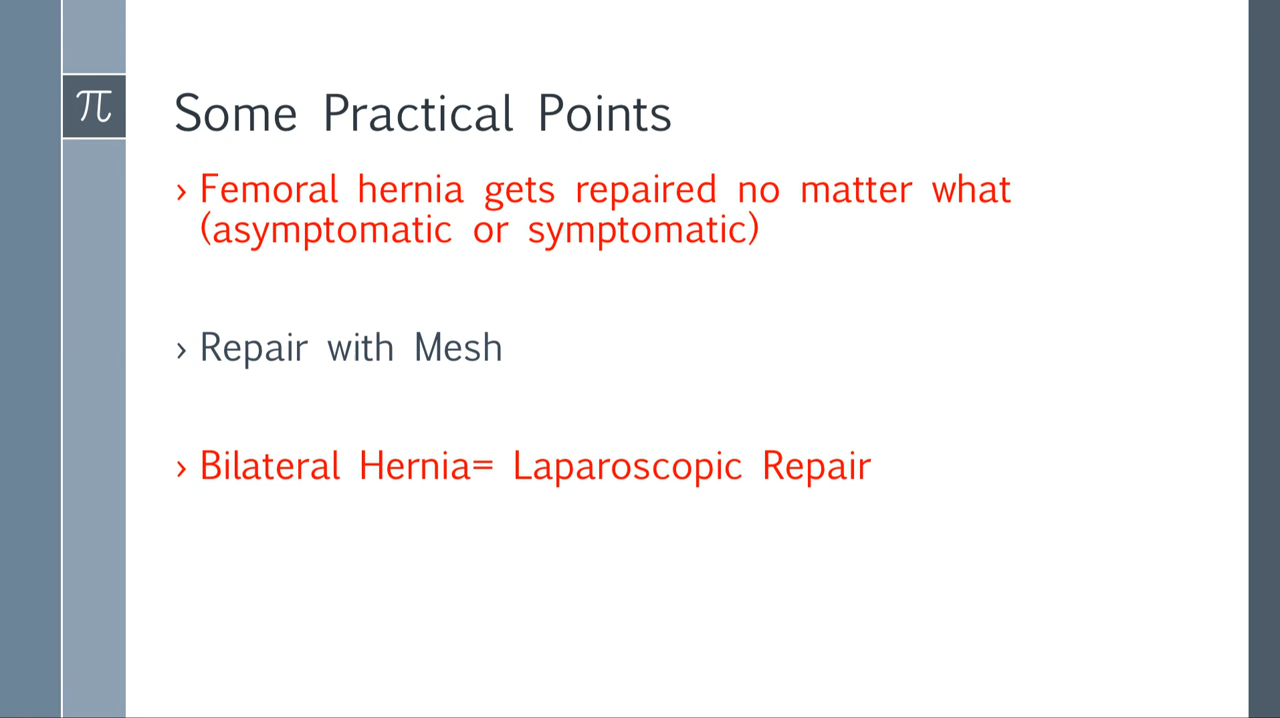 π
Some Practical Points
› Femoral hernia gets repaired no matter what
(asymptomatic or symptomatic)
› Repair with Mesh
› Bilateral Hernia= Laparoscopic Repair